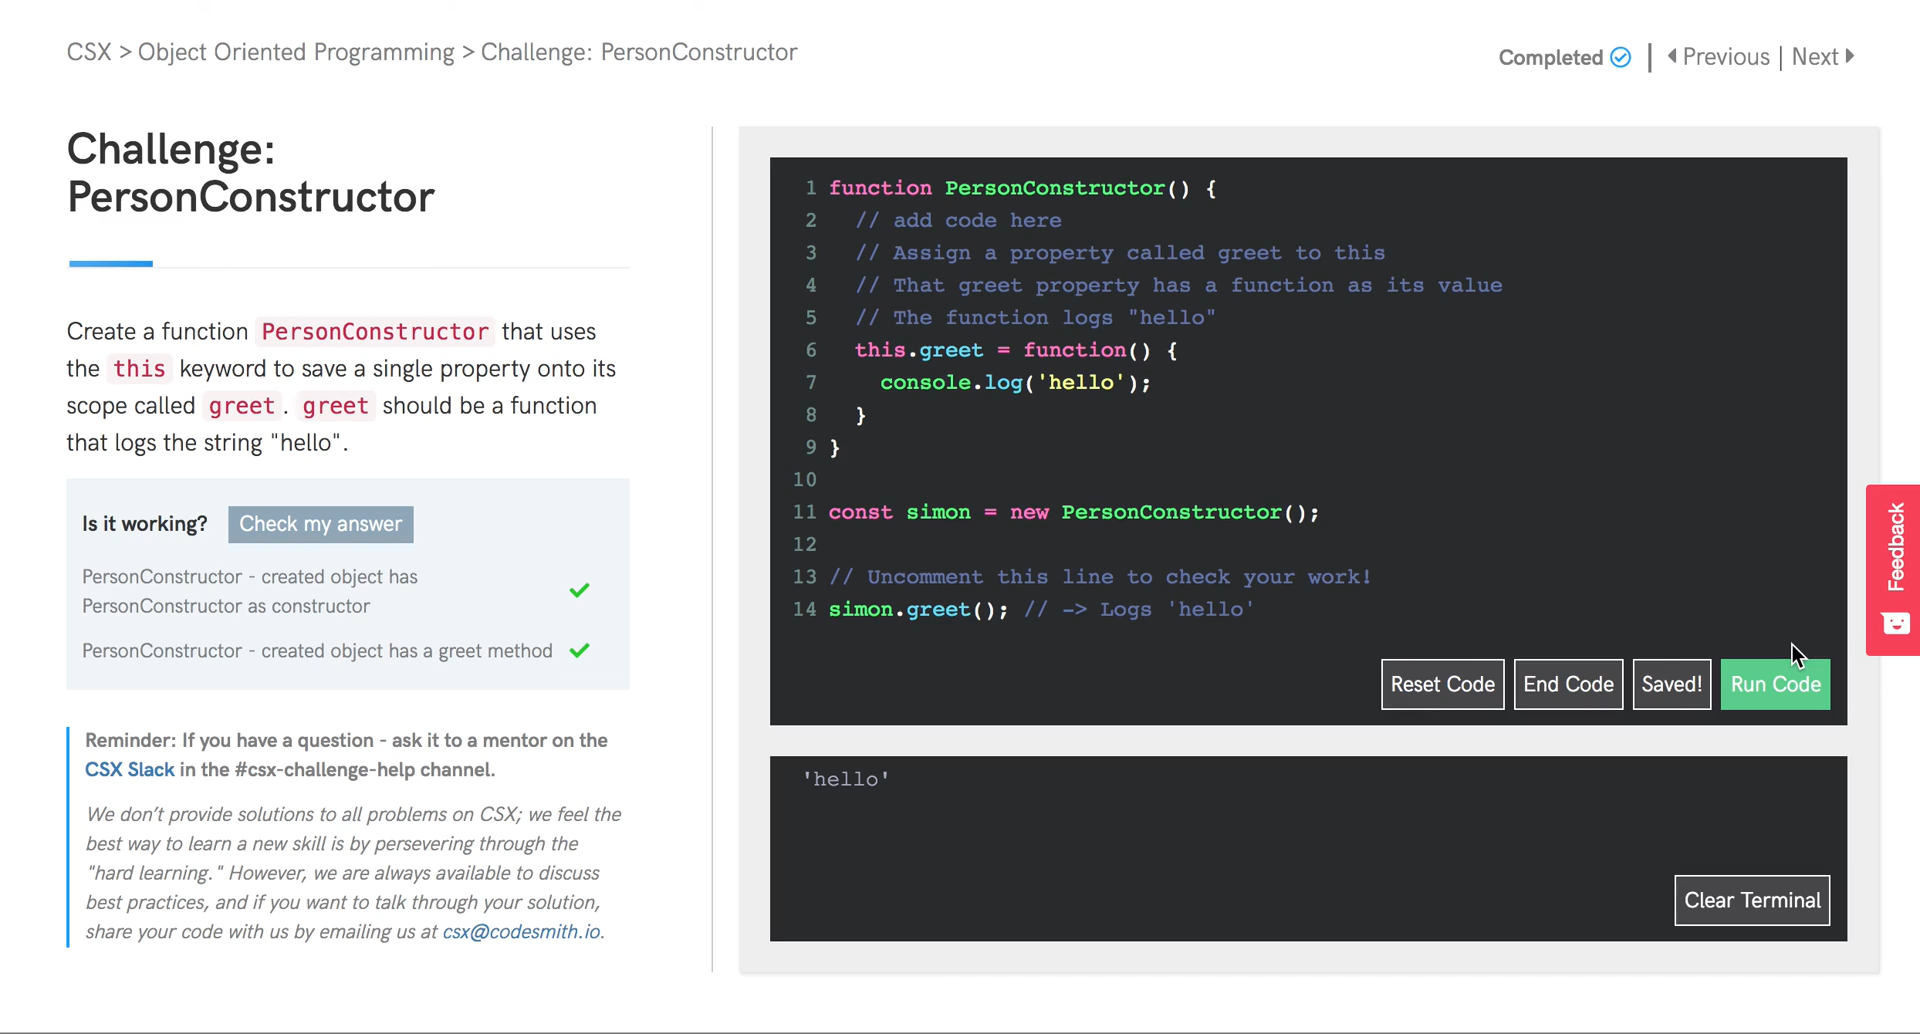 CSX > Object Oriented Programming > Challenge: PersonConstructor
Completed | Previous | Next
Challenge:
PersonConstructor
Create a function PersonConstructor that uses
the this keyword to save a single property onto its
scope called greet. greet should be a function
that logs the string "hello".
Is it working? Check my answer
PersonConstructor - created object has
PersonConstructor as constructor
PersonConstructor - created object has a greet method
Reminder: If you have a question - ask it to a mentor on the
CSX Slack in the #csx-challenge-help channel.
We don’t provide solutions to all problems on CSX; we feel the
best way to learn a new skill is by persevering through the
"hard learning." However, we are always available to discuss
best practices, and if you want to talk through your solution,
share your code with us by emailing us at csx@codesmith.io.
1 function PersonConstructor() {
2 // add code here
3 // Assign a property called greet to this
4 // That greet property has a function as its value
5 // The function logs "hello"
6 this.greet = function() {
7 console.log('hello');
8 }
9 }
10
11 const simon = new PersonConstructor();
12
13 // Uncomment this line to check your work!
14 simon.greet(); // -> Logs 'hello'
Reset Code End Code Saved! Run Code
'hello'
Clear Terminal
Feedback